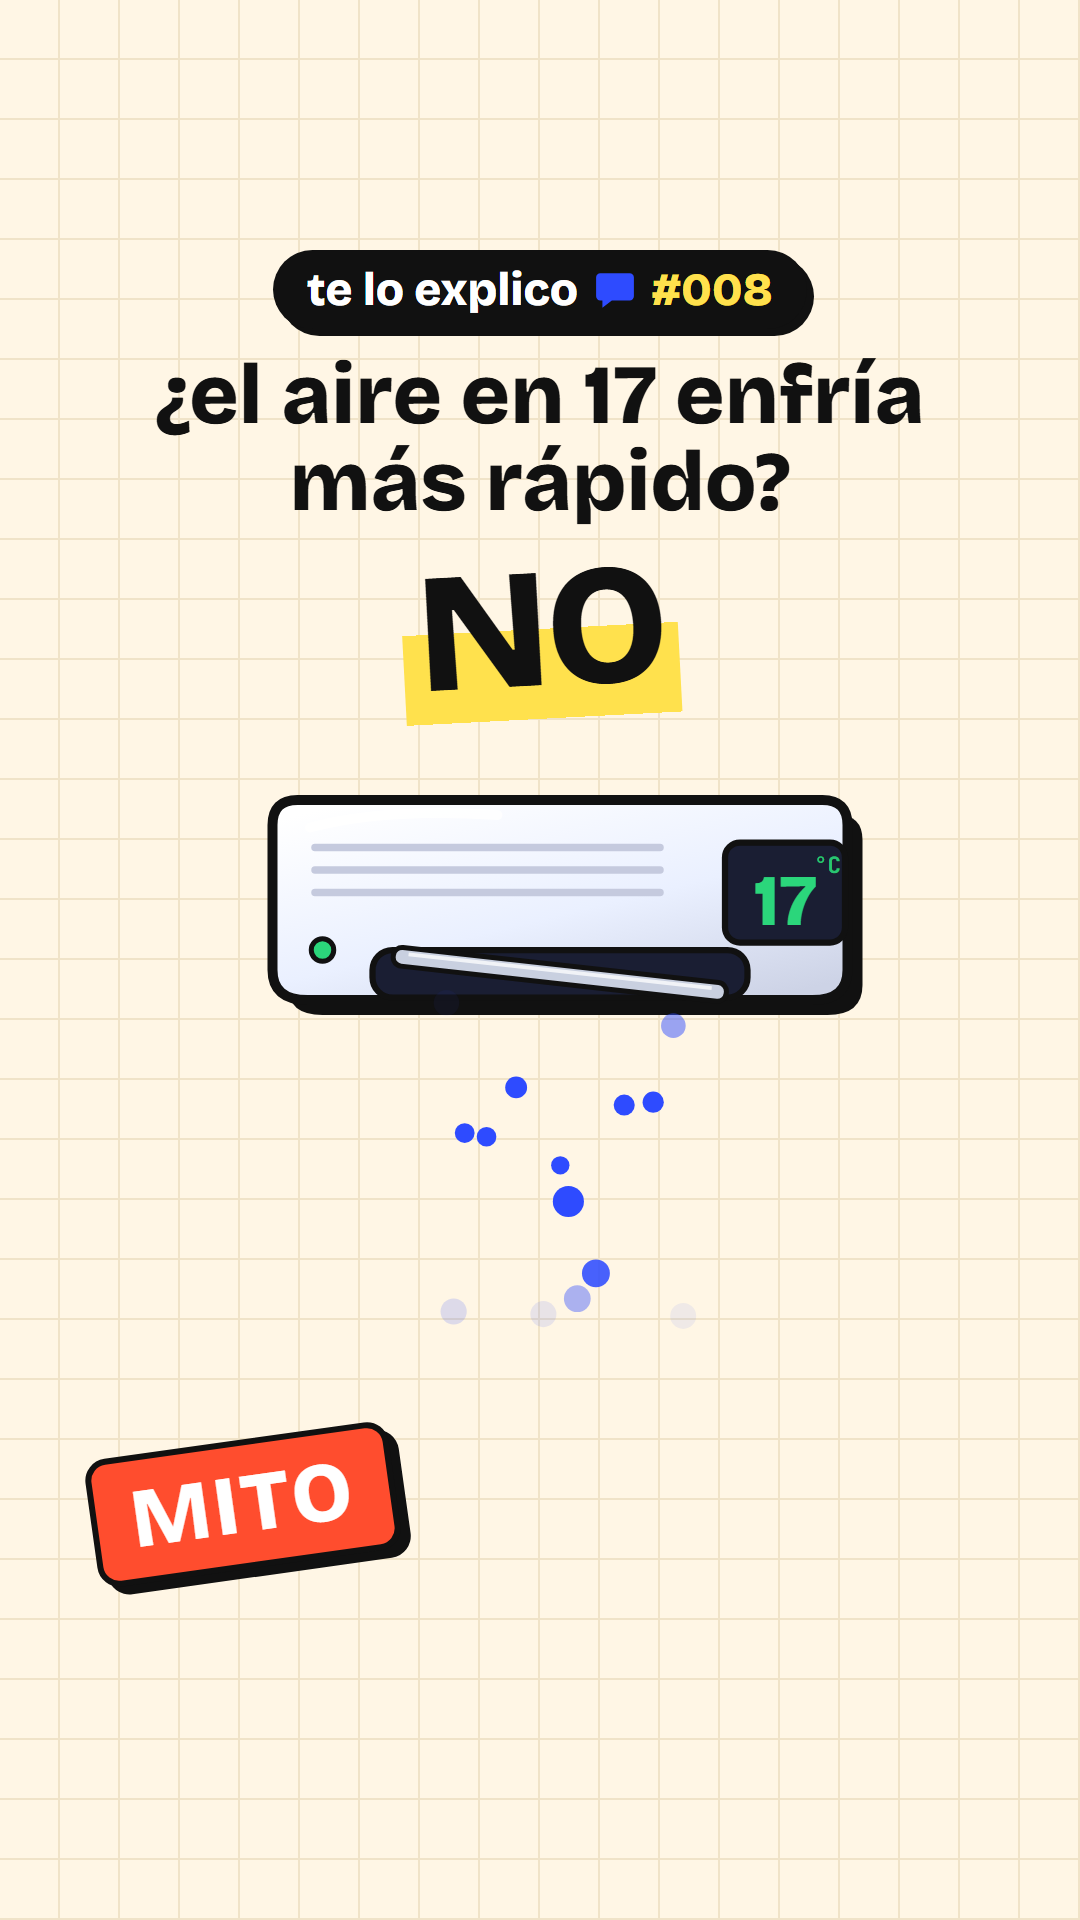 te lo explico #008
¿el aire en 17 enfría
más rápido?
NO
°C
17
MITO